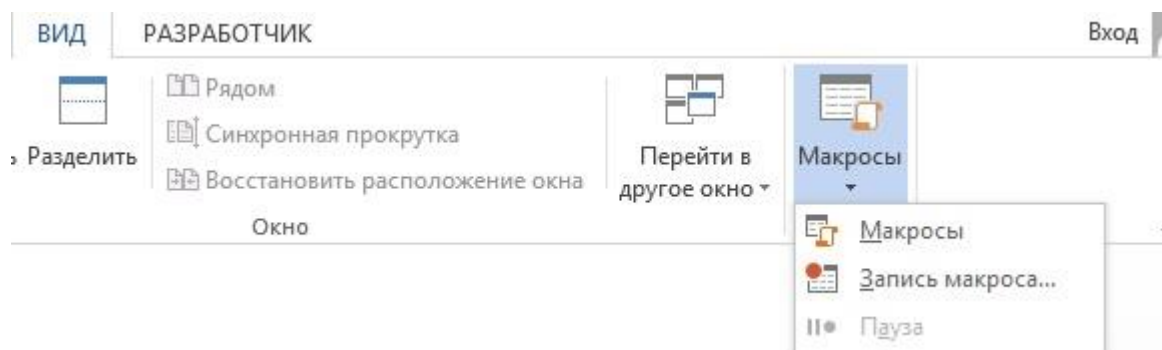 ВИД РАЗРАБОТЧИК Вход
Рядом
Синхронная прокрутка
Разделить Перейти в Макросы
Восстановить расположение окна другое окно
Окно
Макросы
Запись макроса...
Пауза